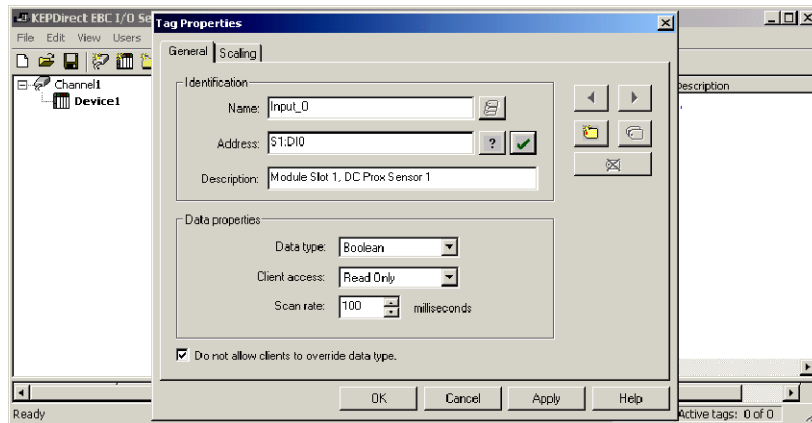 KEPDirect EBC I/O Se
Tag Properties
File Edit View Users
General Scaling
Channel1
Device1
Description
Identification
Name: Input_0
Address: S1:DI0
?
Description: Module Slot 1, DC Prox Sensor 1
Data properties
Data type: Boolean
Client access: Read Only
Scan rate: 100 milliseconds
Do not allow clients to override data type.
OK Cancel Apply Help
Ready
Active tags: 0 of 0